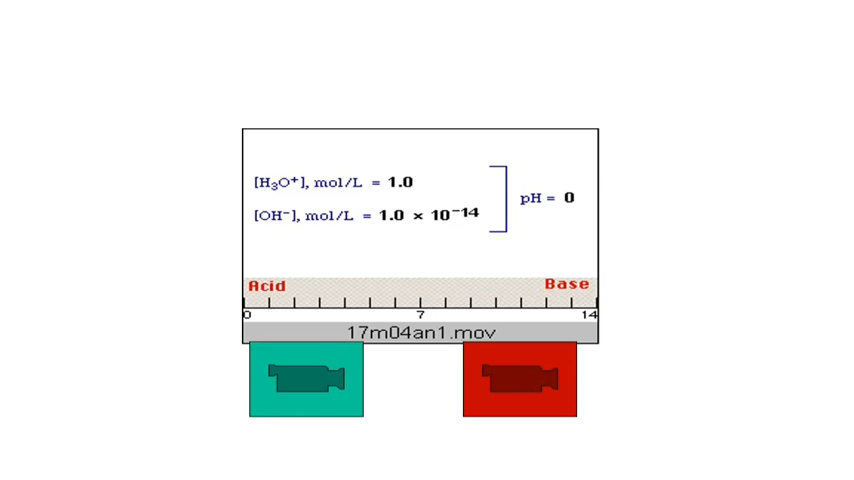 [H₃O⁺], mol/L = 1.0
[OH⁻], mol/L = 1.0 × 10⁻¹⁴
pH = 0
Acid Base
0 7 14
17m04an1.mov